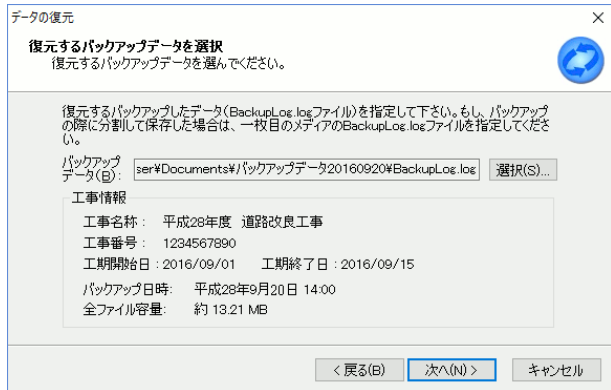 データの復元
復元するバックアップデータを選択
復元するバックアップデータを選んでください。
復元するバックアップしたデータ(BackupLog.logファイル)を指定して下さい。もし、バックアップ
の際に分割して保存した場合は、一枚目のメディアのBackupLog.logファイルを指定してくださ
い。
バックアップ
データ(B): ser¥Documents¥バックアップデータ20160920¥BackupLog.log 選択(S)...
工事情報
工事名称： 平成28年度 道路改良工事
工事番号： 1234567890
工期開始日：2016/09/01 工期終了日：2016/09/15
バックアップ日時: 平成28年9月20日 14:00
全ファイル容量: 約 13.21 MB
< 戻る(B) 次へ(N) > キャンセル